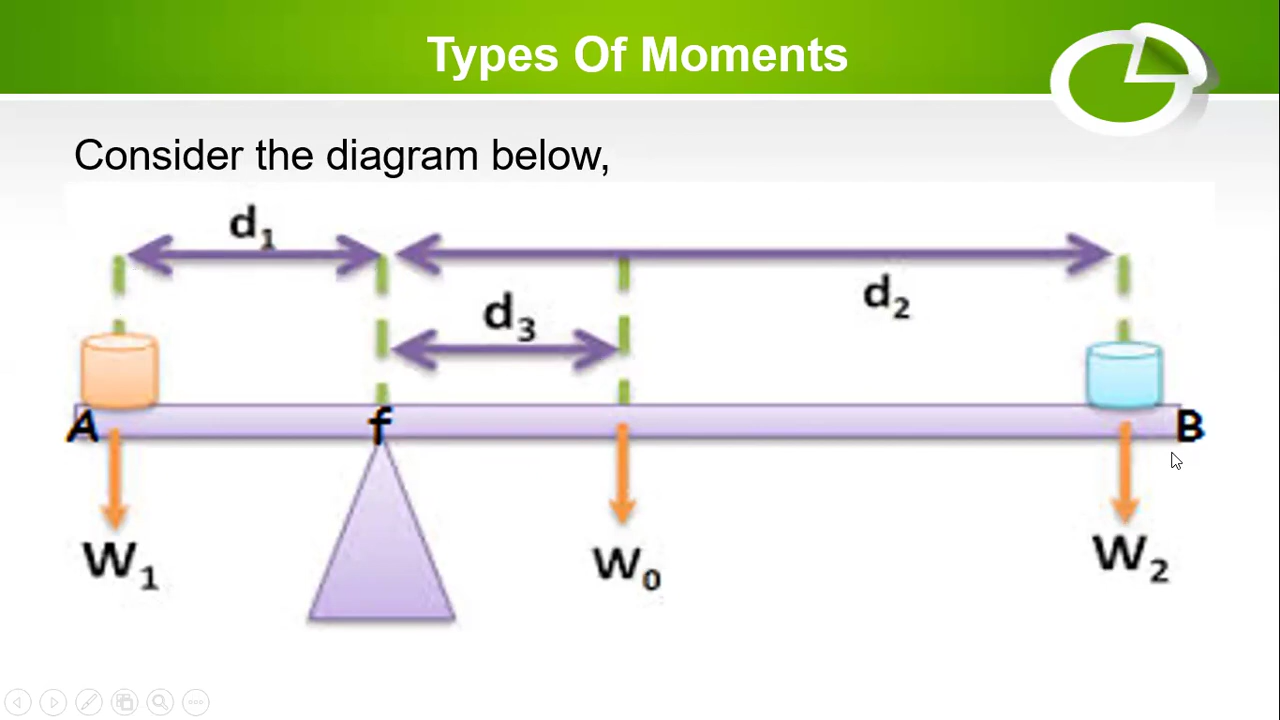 Types Of Moments
Consider the diagram below,
d₁
d₂
d₃
A
f
B
W₁
W₀
W₂